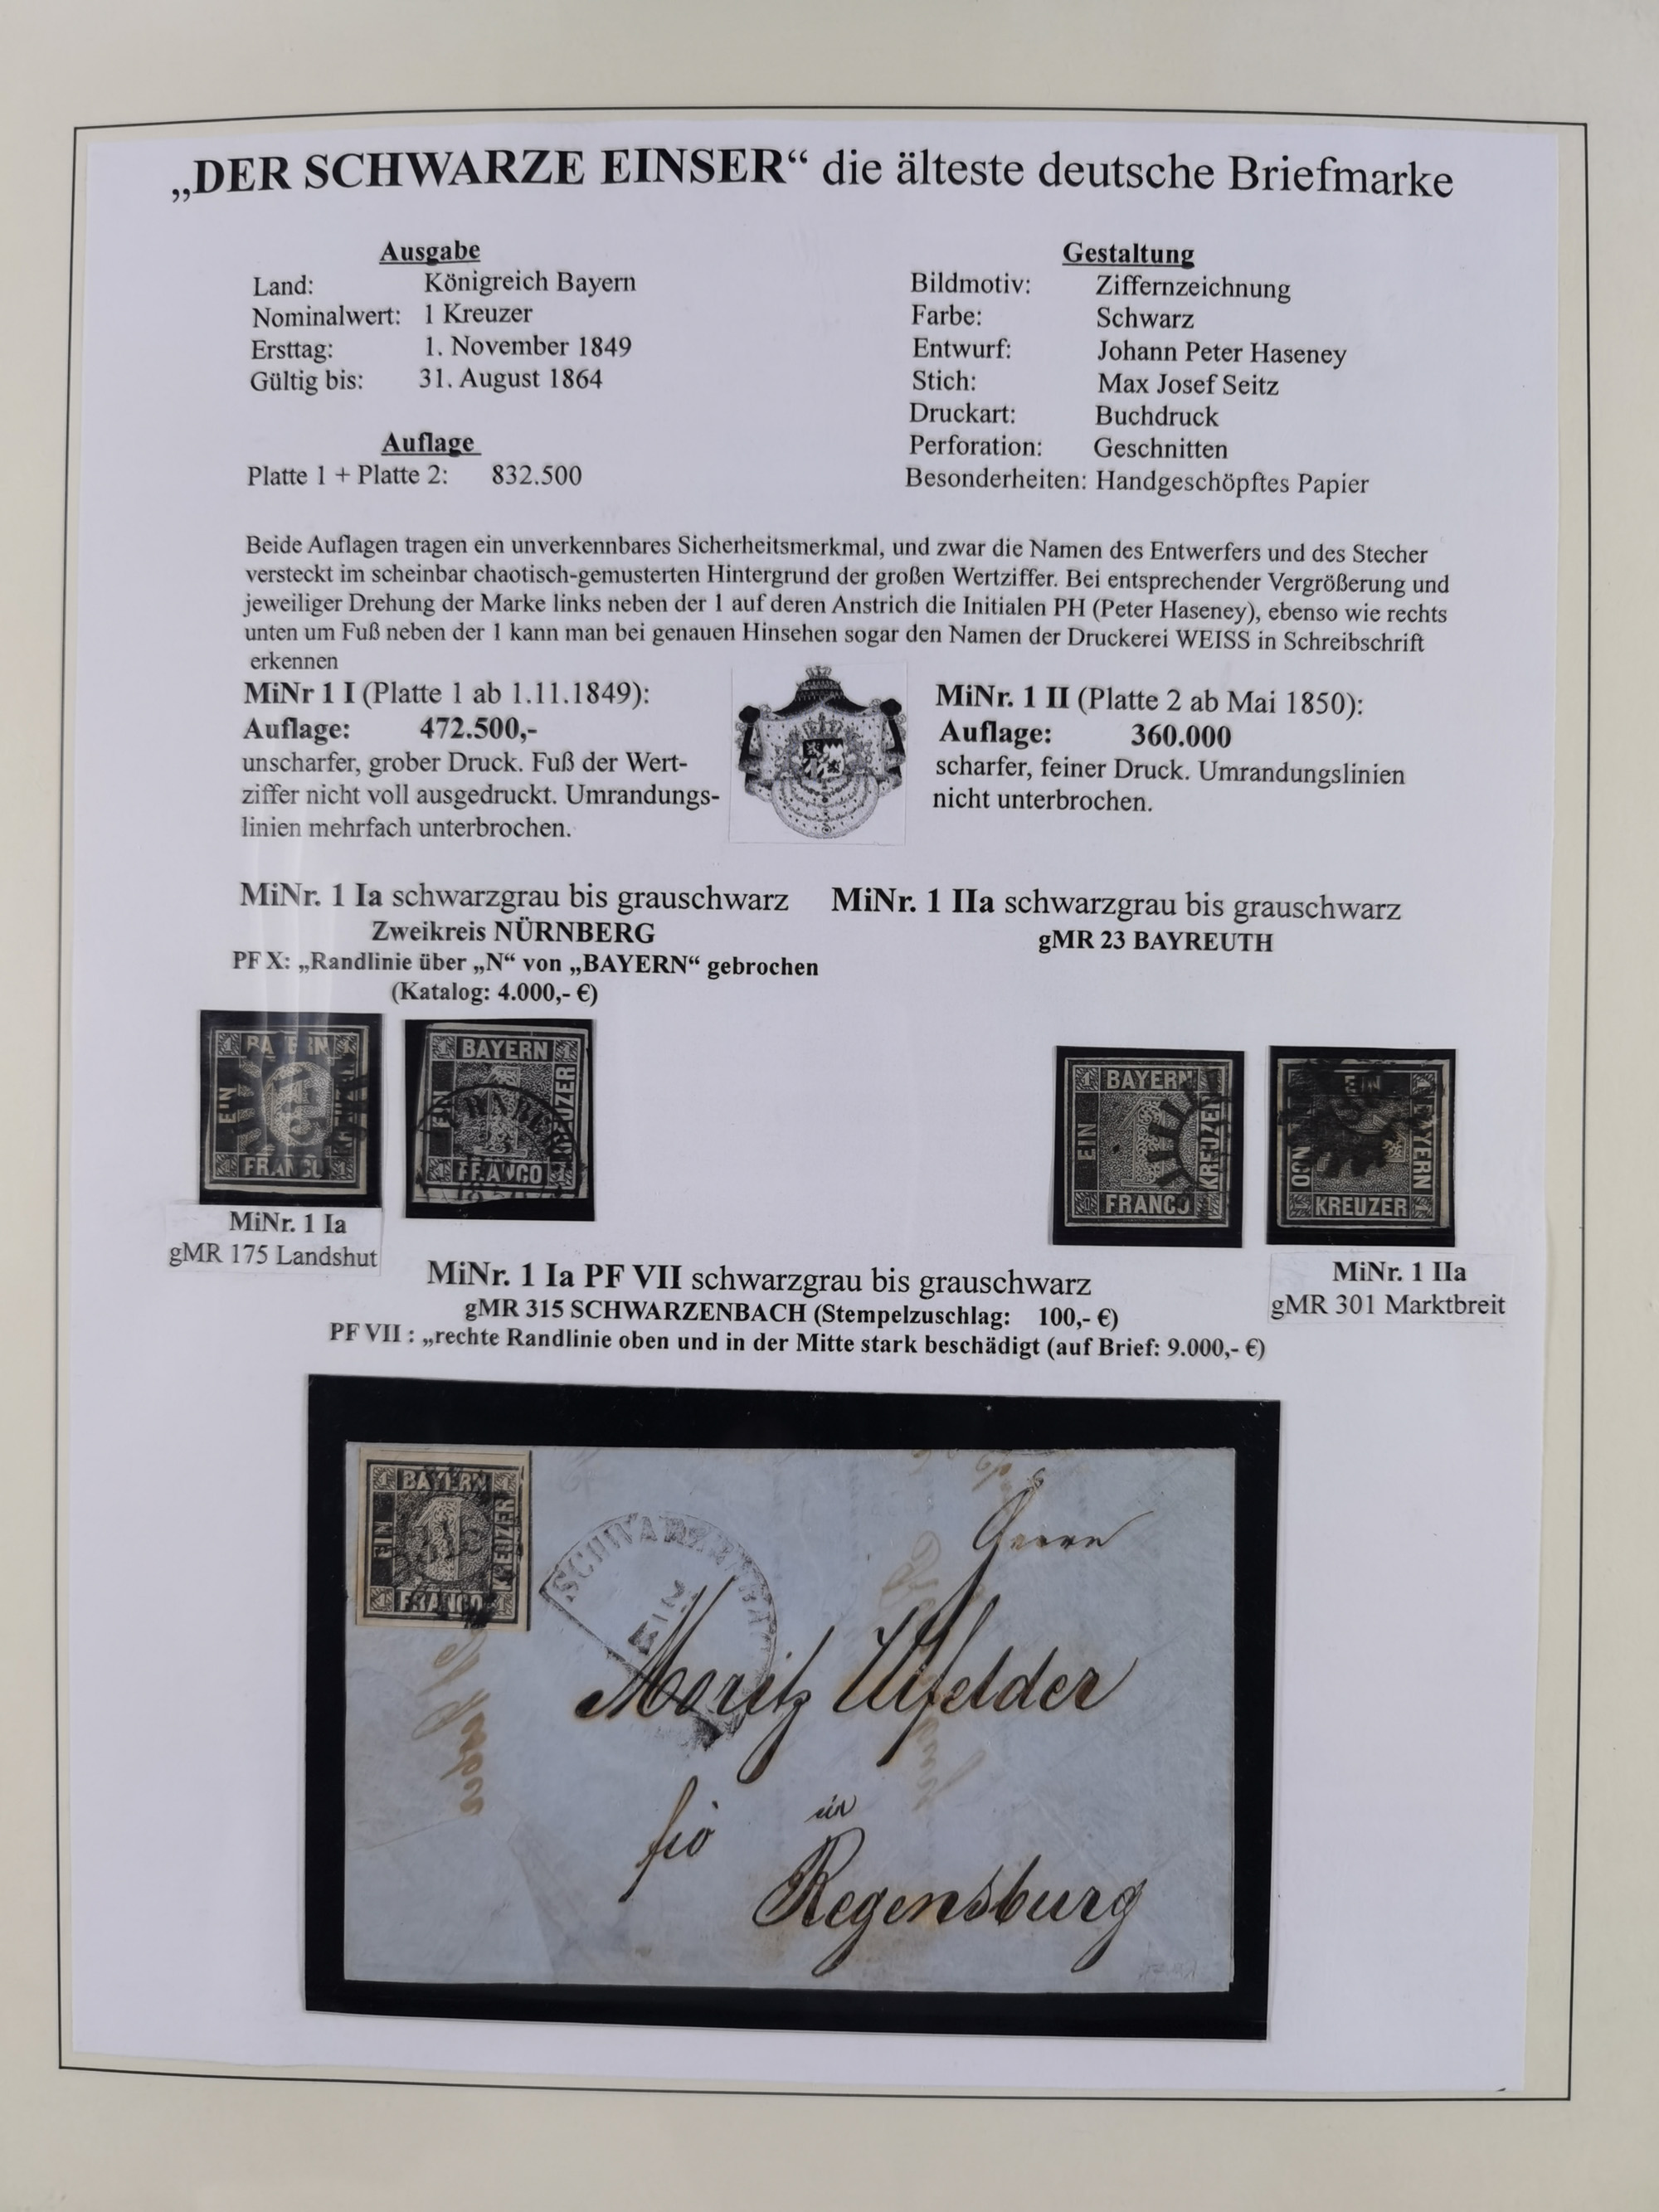 „DER SCHWARZE EINSER“ die älteste deutsche Briefmarke
Ausgabe
Land: Königreich Bayern
Nominalwert: 1 Kreuzer
Ersttag: 1. November 1849
Gültig bis: 31. August 1864
Auflage
Platte 1 + Platte 2: 832.500
Gestaltung
Bildmotiv: Ziffernzeichnung
Farbe: Schwarz
Entwurf: Johann Peter Haseney
Stich: Max Josef Seitz
Druckart: Buchdruck
Perforation: Geschnitten
Besonderheiten: Handgeschöpftes Papier
Beide Auflagen tragen ein unverkennbares Sicherheitsmerkmal, und zwar die Namen des Entwerfers und des Stecher
versteckt im scheinbar chaotisch-gemusterten Hintergrund der großen Wertziffer. Bei entsprechender Vergrößerung und
jeweiliger Drehung der Marke links neben der 1 auf deren Anstrich die Initialen PH (Peter Haseney), ebenso wie rechts
unten um Fuß neben der 1 kann man bei genauen Hinsehen sogar den Namen der Druckerei WEISS in Schreibschrift
erkennen
MiNr 1 I (Platte 1 ab 1.11.1849):
Auflage: 472.500,-
unscharfer, grober Druck. Fuß der Wert-
ziffer nicht voll ausgedruckt. Umrandungs-
linien mehrfach unterbrochen.
MiNr. 1 II (Platte 2 ab Mai 1850):
Auflage: 360.000
scharfer, feiner Druck. Umrandungslinien
nicht unterbrochen.
MiNr. 1 Ia schwarzgrau bis grauschwarz
Zweikreis NÜRNBERG
PF X: „Randlinie über „N“ von „BAYERN“ gebrochen
(Katalog: 4.000,- €)
MiNr. 1 IIa schwarzgrau bis grauschwarz
gMR 23 BAYREUTH
BAYERN
EIN
FRANCO
BAYERN
EIN
KREUZER
FRANCO
BAYERN
EIN
KREUZER
FRANCO
EIN
BAYERN
KREUZER
MiNr. 1 Ia
gMR 175 Landshut
MiNr. 1 IIa
gMR 301 Marktbreit
MiNr. 1 Ia PF VII schwarzgrau bis grauschwarz
gMR 315 SCHWARZENBACH (Stempelzuschlag: 100,- €)
PF VII : „rechte Randlinie oben und in der Mitte stark beschädigt (auf Brief: 9.000,- €)
BAYERN
EIN
KREUZER
FRANCO
315
Herrn
Moritz Ulfelder
in
Regensburg